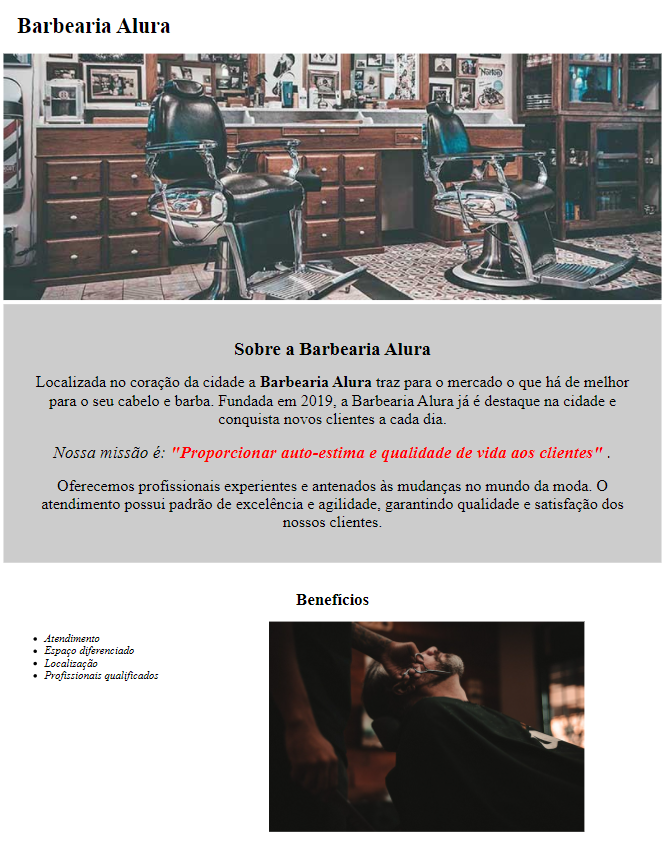 Barbearia Alura
Norton
Sobre a Barbearia Alura
Localizada no coração da cidade a Barbearia Alura traz para o mercado o que há de melhor
para o seu cabelo e barba. Fundada em 2019, a Barbearia Alura já é destaque na cidade e
conquista novos clientes a cada dia.
Nossa missão é: "Proporcionar auto-estima e qualidade de vida aos clientes" .
Oferecemos profissionais experientes e antenados às mudanças no mundo da moda. O
atendimento possui padrão de excelência e agilidade, garantindo qualidade e satisfação dos
nossos clientes.
Benefícios
• Atendimento
• Espaço diferenciado
• Localização
• Profissionais qualificados